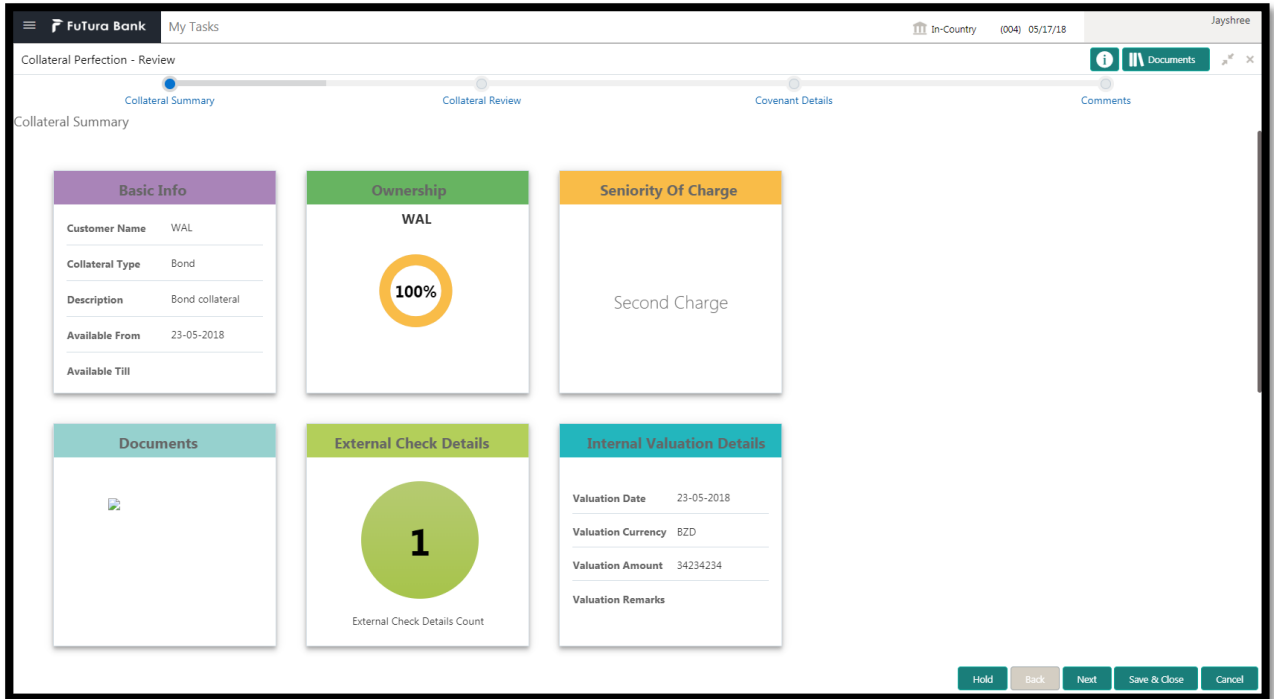 FuTura Bank My Tasks In-Country (004) 05/17/18 Jayshree
Collateral Perfection - Review Documents
Collateral Summary Collateral Review Covenant Details Comments
Collateral Summary
Basic Info
Customer Name WAL
Collateral Type Bond
Description Bond collateral
Available From 23-05-2018
Available Till
Ownership
WAL
100%
Seniority Of Charge
Second Charge
Documents
External Check Details
1
External Check Details Count
Internal Valuation Details
Valuation Date 23-05-2018
Valuation Currency BZD
Valuation Amount 34234234
Valuation Remarks
Hold Back Next Save & Close Cancel